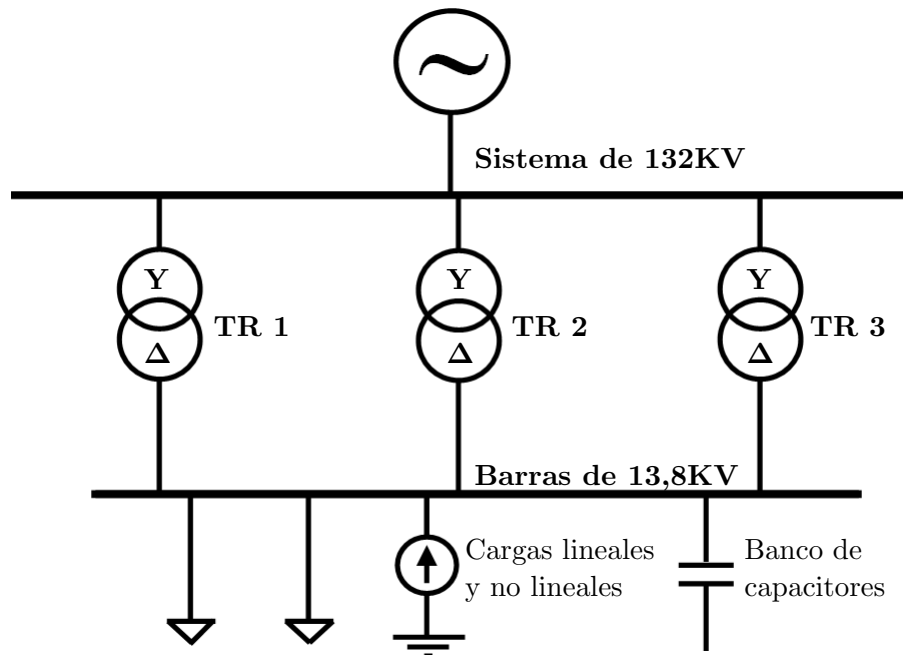 Sistema de 132KV
Y
Y
Y
TR 1
TR 2
TR 3
Δ
Δ
Δ
Barras de 13,8KV
Cargas lineales
y no lineales
Banco de
capacitores